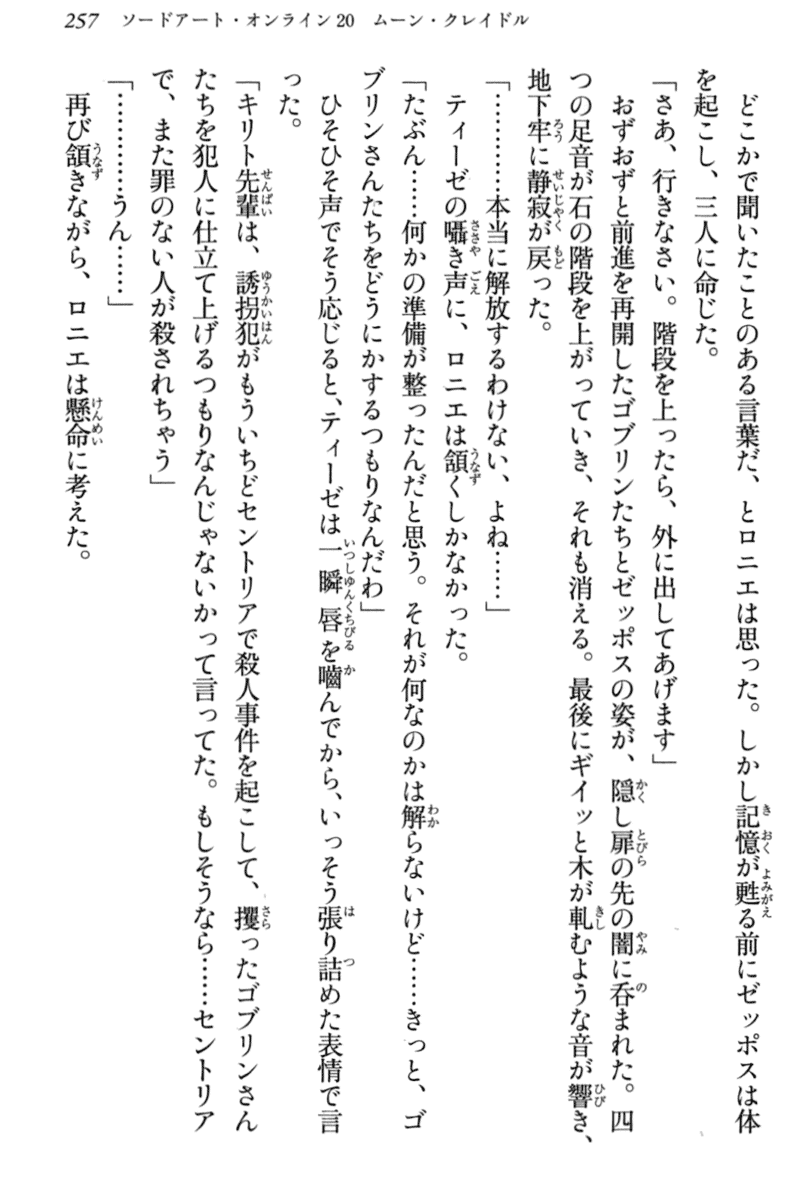 257　ソードアート・オンライン20　ムーン・クレイドル
　どこかで聞いたことのある言葉だ、とロニエは思った。しかし記憶が甦る前にゼッポスは体
を起こし、三人に命じた。
「さあ、行きなさい。階段を上ったら、外に出してあげます」
　おずおずと前進を再開したゴブリンたちとゼッポスの姿が、隠し扉の先の闇に呑まれた。四
つの足音が石の階段を上がっていき、それも消える。最後にギイッと木が軋むような音が響き、
地下牢に静寂が戻った。
「…………本当に解放するわけない、よね……」
　ティーゼの囁き声に、ロニエは頷くしかなかった。
「たぶん……何かの準備が整ったんだと思う。それが何なのかは解らないけど……きっと、ゴ
ブリンさんたちをどうにかするつもりなんだわ」
　ひそひそ声でそう応じると、ティーゼは一瞬唇を嚙んでから、いっそう張り詰めた表情で言
った。
「キリト先輩は、誘拐犯がもういちどセントリアで殺人事件を起こして、攫ったゴブリンさん
たちを犯人に仕立て上げるつもりなんじゃないかって言ってた。もしそうなら……セントリア
で、また罪のない人が殺されちゃう」
「…………うん……」
　再び頷きながら、ロニエは懸命に考えた。